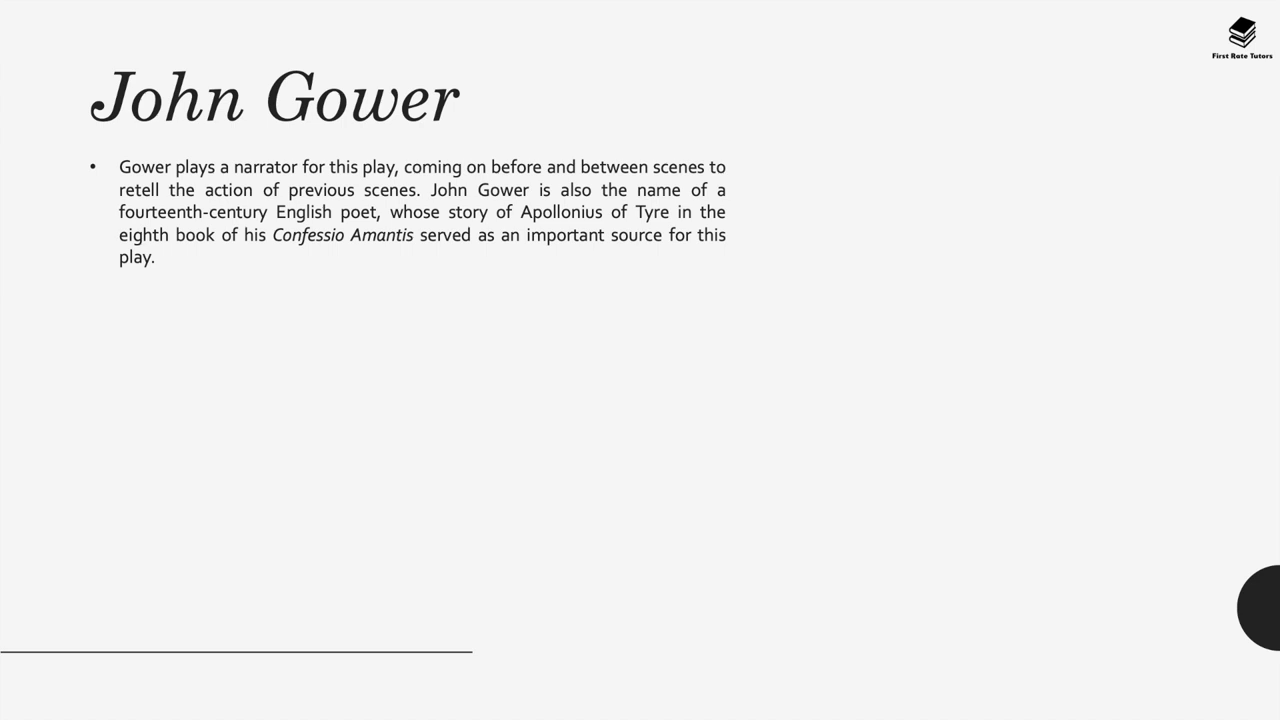 First Rate Tutors
John Gower
• Gower plays a narrator for this play, coming on before and between scenes to
retell the action of previous scenes. John Gower is also the name of a
fourteenth-century English poet, whose story of Apollonius of Tyre in the
eighth book of his Confessio Amantis served as an important source for this
play.